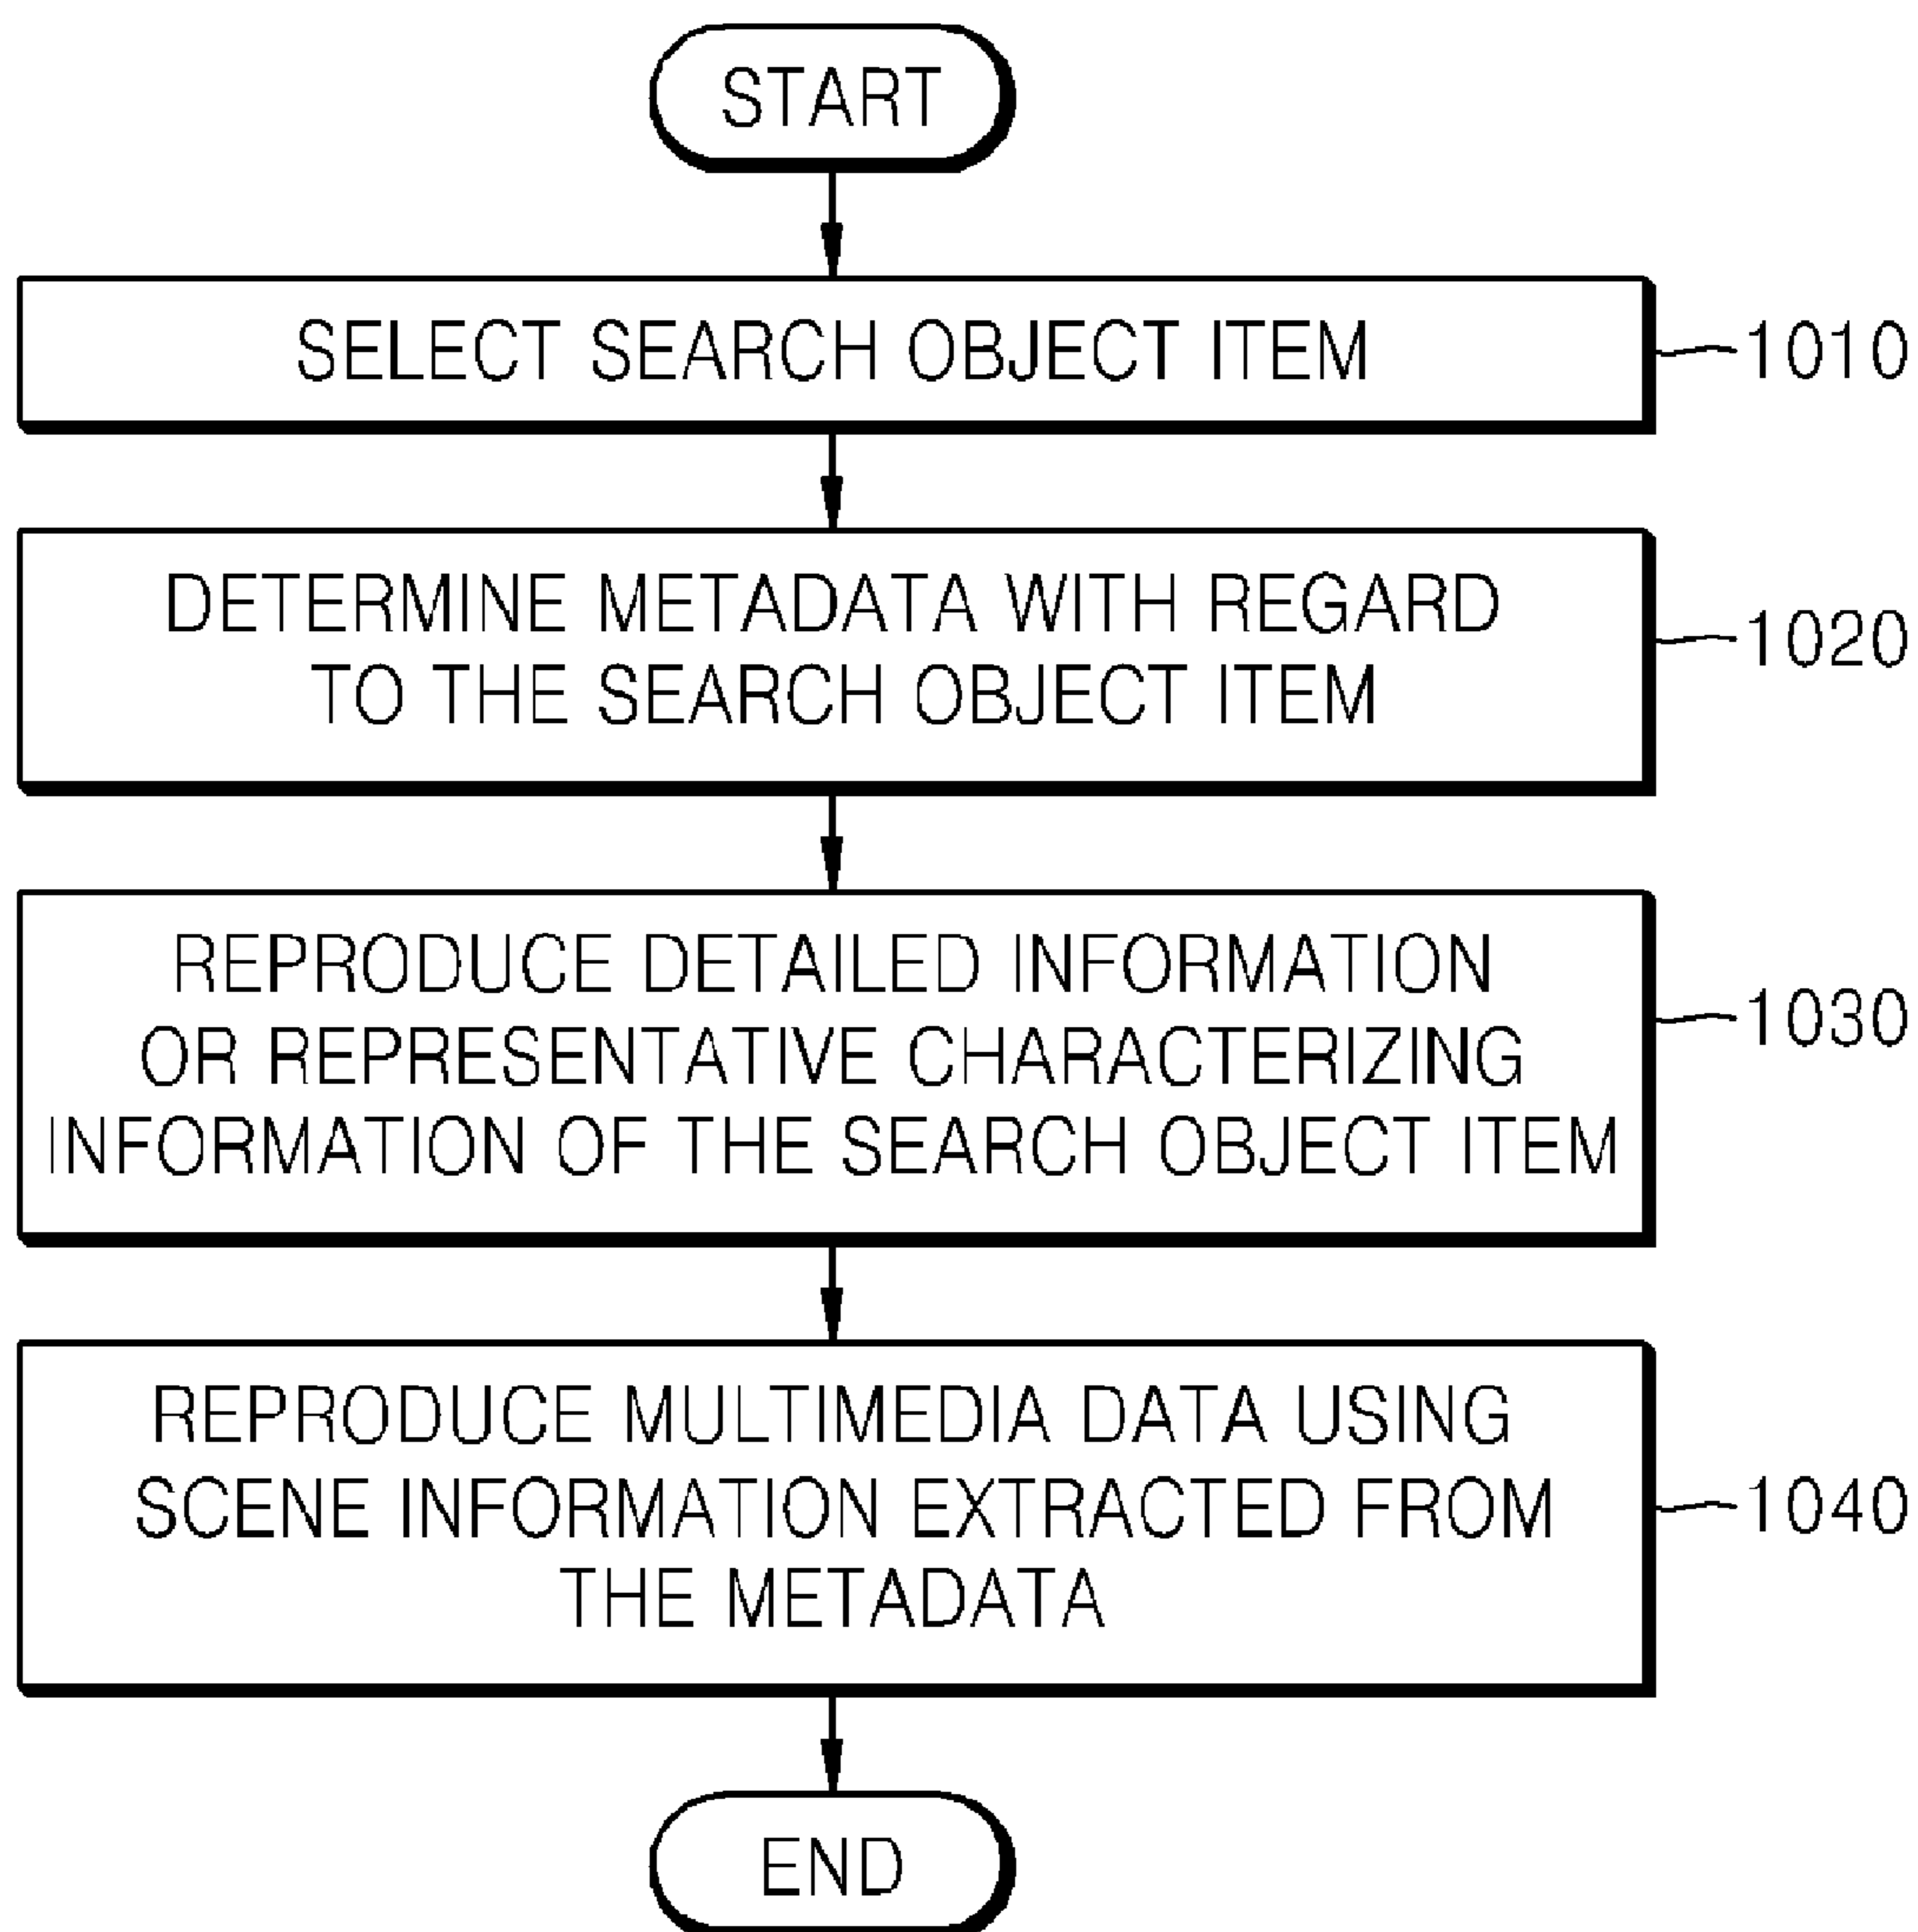 START
SELECT SEARCH OBJECT ITEM
1010
DETERMINE METADATA WITH REGARD
TO THE SEARCH OBJECT ITEM
1020
REPRODUCE DETAILED INFORMATION
OR REPRESENTATIVE CHARACTERIZING
INFORMATION OF THE SEARCH OBJECT ITEM
1030
REPRODUCE MULTIMEDIA DATA USING
SCENE INFORMATION EXTRACTED FROM
THE METADATA
1040
END